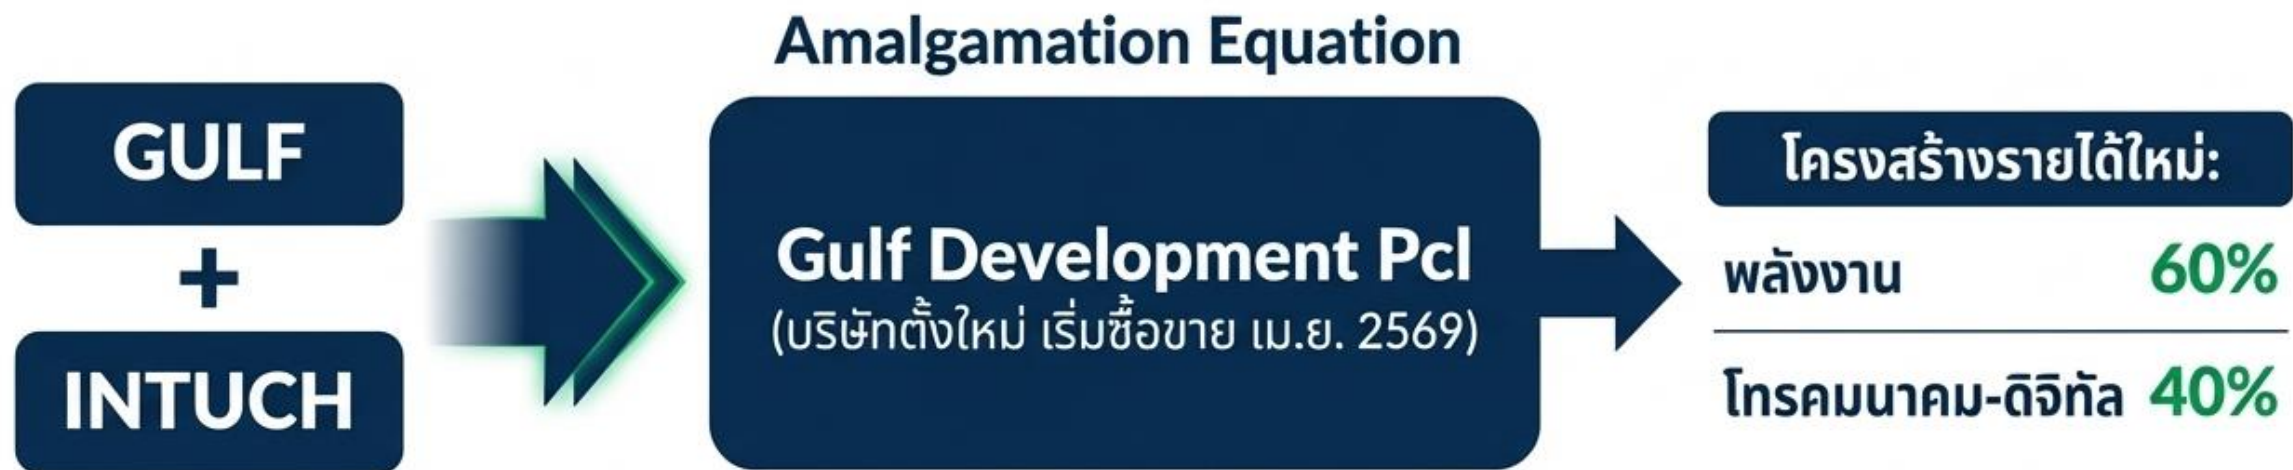 Amalgamation Equation
GULF
+
INTUCH
Gulf Development Pcl
(บริษัทตั้งใหม่ เริ่มซื้อขาย เม.ย. 2569)
โครงสร้างรายได้ใหม่:
พลังงาน 60%
โทรคมนาคม-ดิจิทัล 40%